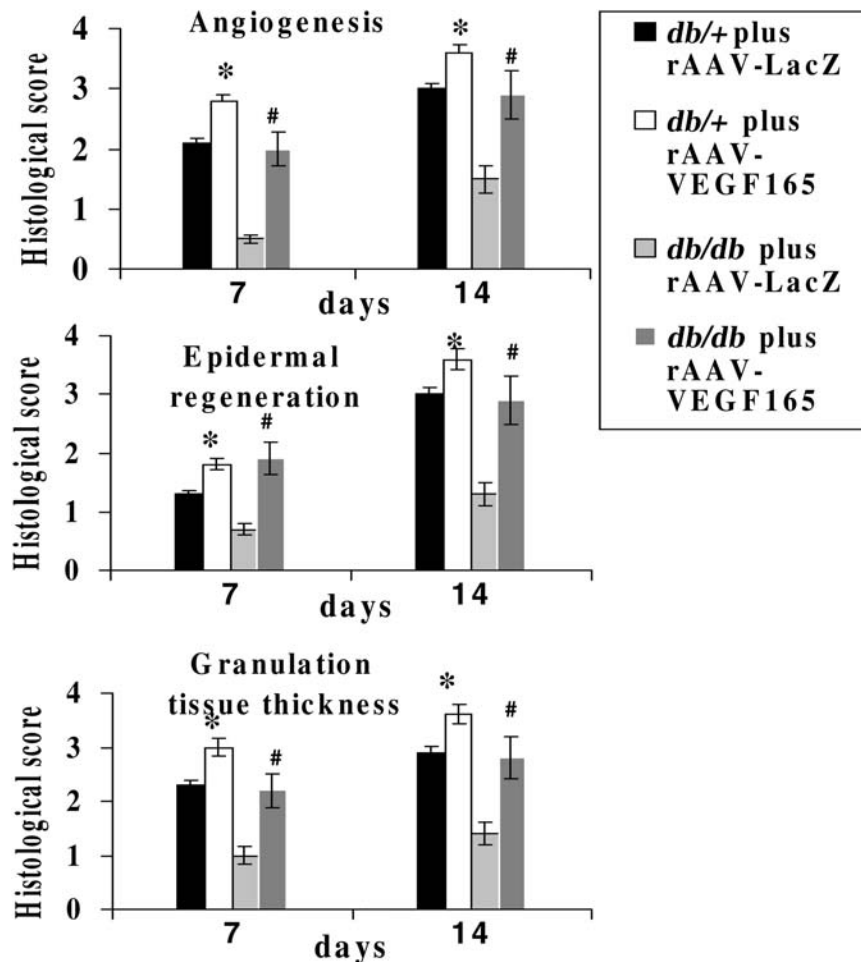 Angiogenesis
Histological score
4
3
2
1
0
*
#
*
#
7
14
days
db/+ plus
rAAV-LacZ
db/+ plus
rAAV-
VEGF165
db/db plus
rAAV-LacZ
db/db plus
rAAV-
VEGF165
Epidermal
regeneration
Histological score
4
3
2
1
0
*
#
*
#
7
14
days
Granulation
tissue thickness
Histological score
4
3
2
1
0
*
#
*
#
7
14
days